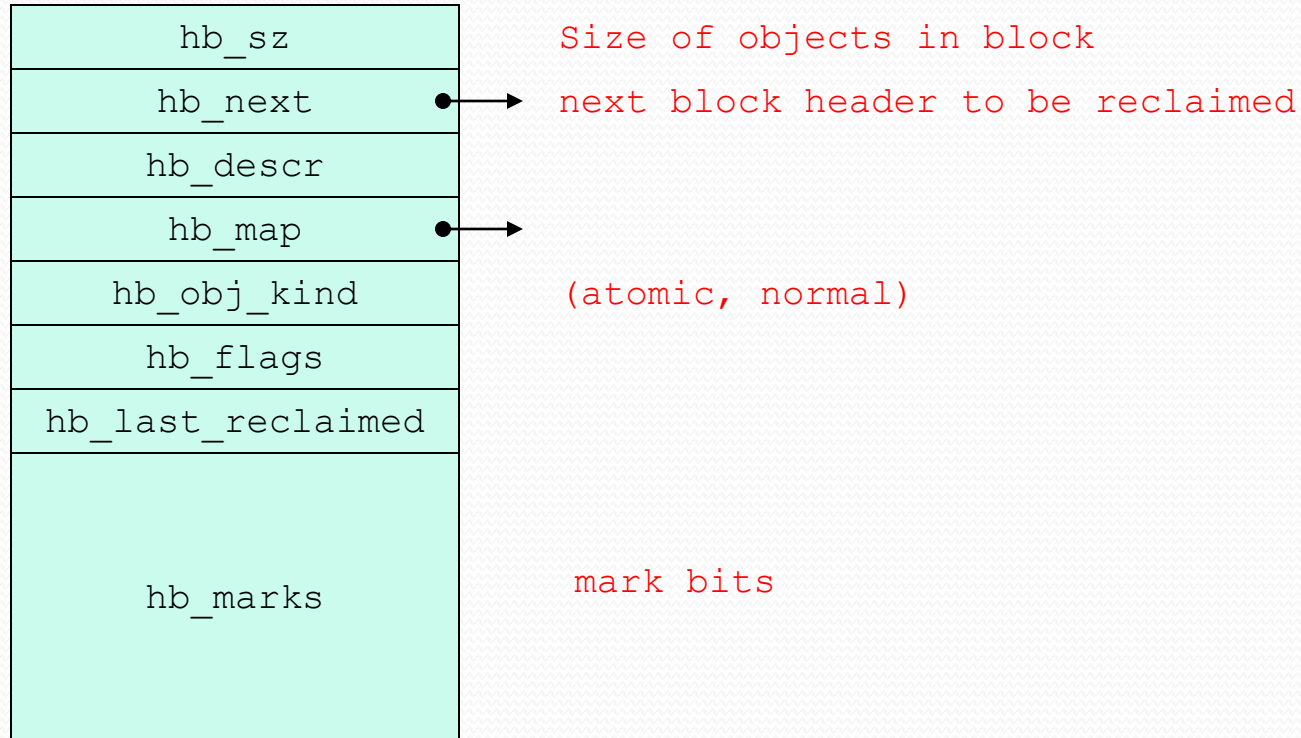 hb_sz Size of objects in block
hb_next next block header to be reclaimed
hb_descr
hb_map
hb_obj_kind (atomic, normal)
hb_flags
hb_last_reclaimed
hb_marks mark bits